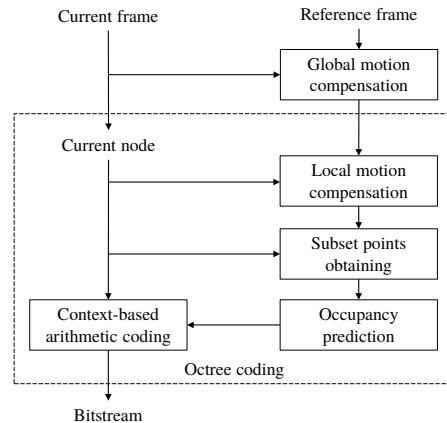 Current frame
Reference frame
Global motion
compensation
Current node
Local motion
compensation
Subset points
obtaining
Context-based
arithmetic coding
Occupancy
prediction
Octree coding
Bitstream